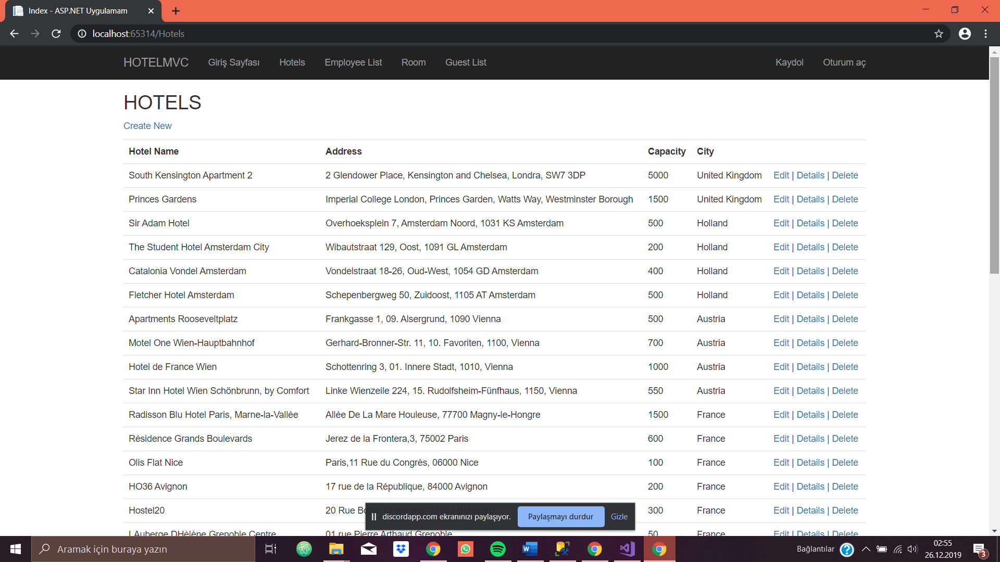 Index - ASP.NET Uygulamam
localhost:65314/Hotels
HOTELMVC Giriş Sayfası Hotels Employee List Room Guest List Kaydol Oturum aç
HOTELS
Create New
Hotel Name Address Capacity City
South Kensington Apartment 2 2 Glendower Place, Kensington and Chelsea, Londra, SW7 3DP 5000 United Kingdom Edit | Details | Delete
Princes Gardens Imperial College London, Princes Garden, Watts Way, Westminster Borough 1500 United Kingdom Edit | Details | Delete
Sir Adam Hotel Overhoeksplein 7, Amsterdam Noord, 1031 KS Amsterdam 500 Holland Edit | Details | Delete
The Student Hotel Amsterdam City Wibautstraat 129, Oost, 1091 GL Amsterdam 200 Holland Edit | Details | Delete
Catalonia Vondel Amsterdam Vondelstraat 18-26, Oud-West, 1054 GD Amsterdam 400 Holland Edit | Details | Delete
Fletcher Hotel Amsterdam Schepenbergweg 50, Zuidoost, 1105 AT Amsterdam 500 Holland Edit | Details | Delete
Apartments Rooseveltplatz Frankgasse 1, 09. Alsergrund, 1090 Vienna 500 Austria Edit | Details | Delete
Motel One Wien-Hauptbahnhof Gerhard-Bronner-Str. 11, 10. Favoriten, 1100, Vienna 700 Austria Edit | Details | Delete
Hotel de France Wien Schottenring 3, 01. Innere Stadt, 1010, Vienna 1000 Austria Edit | Details | Delete
Star Inn Hotel Wien Schönbrunn, by Comfort Linke Wienzeile 224, 15. Rudolfsheim-Fünfhaus, 1150, Vienna 550 Austria Edit | Details | Delete
Radisson Blu Hotel Paris, Marne-la-Vallée Allée De La Mare Houleuse, 77700 Magny-le-Hongre 1500 France Edit | Details | Delete
Résidence Grands Boulevards Jerez de la Frontera,3, 75002 Paris 600 France Edit | Details | Delete
Olis Flat Nice Paris,11 Rue du Congrès, 06000 Nice 100 France Edit | Details | Delete
HO36 Avignon 17 rue de la République, 84000 Avignon 200 France Edit | Details | Delete
Hostel20 20 Rue 300 France Edit | Details | Delete
discordapp.com ekranınızı paylaşıyor. Paylaşmayı durdur Gizle
LAuberge DHélène Grenoble Centre 01 rue Pierre Arthaud Grenoble 50 France Edit | Details | Delete
Aramak için buraya yazın
Bağlantılar
02:55
26.12.2019
3